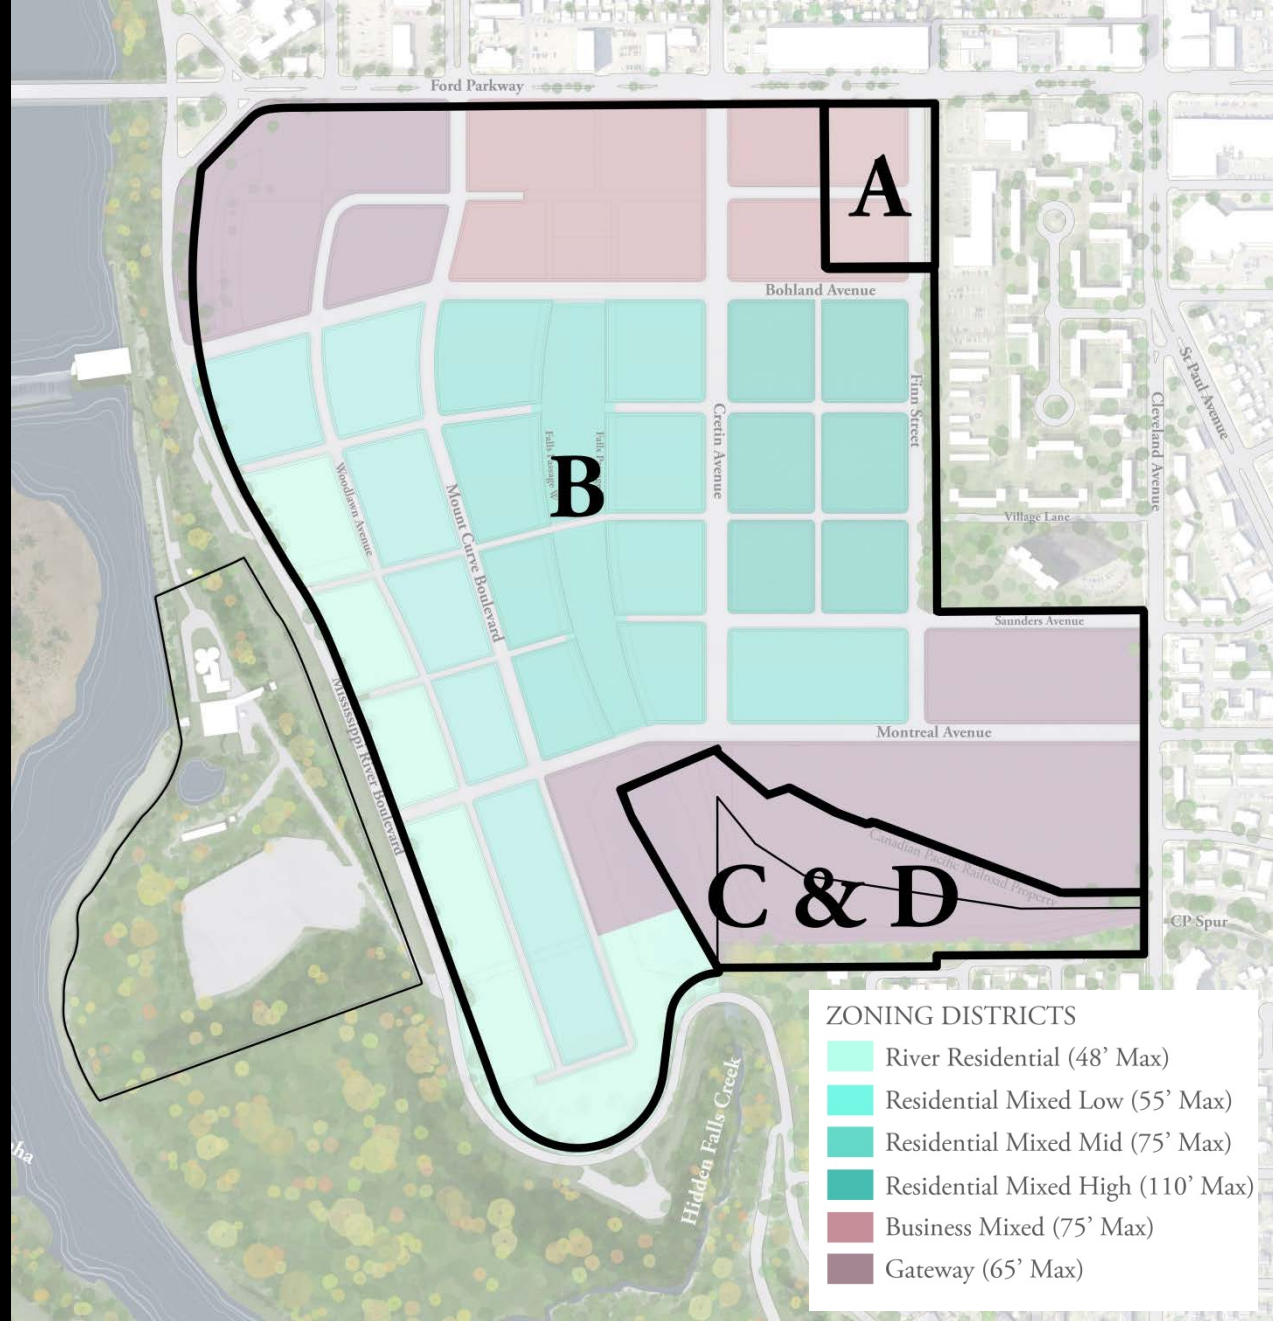 Ford Parkway
A
Bohland Avenue
St Paul Avenue
Finn Street
Cleveland Avenue
Cretin Avenue
Falls Passage W
B
Woodlawn Avenue
Mount Curve Boulevard
Village Lane
Saunders Avenue
Mississippi River Boulevard
Montreal Avenue
Canadian Pacific Railroad Property
C & D
CP Spur
Hidden Falls Creek
ZONING DISTRICTS
River Residential (48’ Max)
Residential Mixed Low (55’ Max)
Residential Mixed Mid (75’ Max)
Residential Mixed High (110’ Max)
Business Mixed (75’ Max)
Gateway (65’ Max)